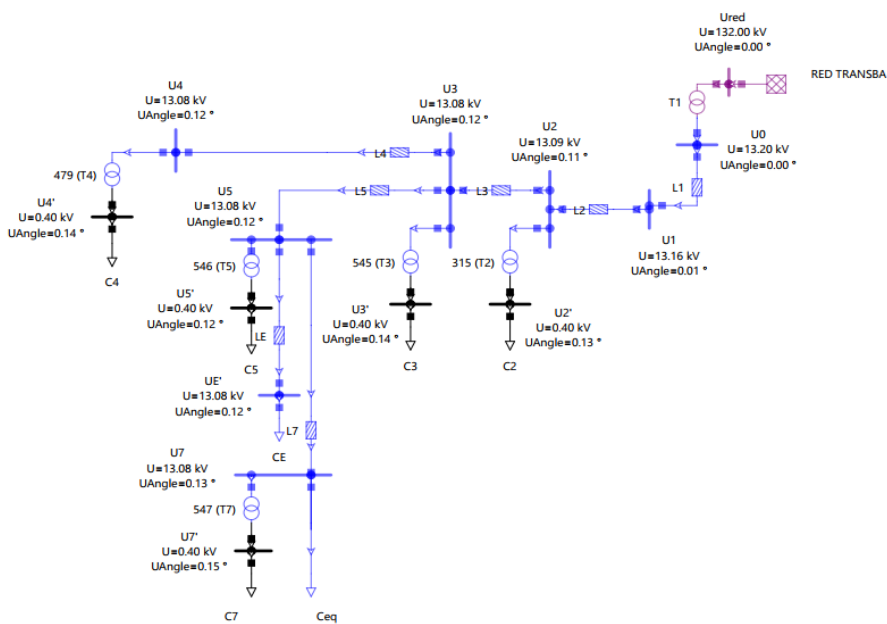 Ured
U=132.00 kV
UAngle=0.00 °
RED TRANSBA
T1
U0
U=13.20 kV
UAngle=0.00 °
L1
U1
U=13.16 kV
UAngle=0.01 °
L2
U2
U=13.09 kV
UAngle=0.11 °
L3
U3
U=13.08 kV
UAngle=0.12 °
L4
U4
U=13.08 kV
UAngle=0.12 °
479 (T4)
U4'
U=0.40 kV
UAngle=0.14 °
C4
L5
U5
U=13.08 kV
UAngle=0.12 °
546 (T5)
U5'
U=0.40 kV
UAngle=0.12 °
C5
545 (T3)
U3'
U=0.40 kV
UAngle=0.14 °
C3
315 (T2)
U2'
U=0.40 kV
UAngle=0.13 °
C2
LE
UE'
U=13.08 kV
UAngle=0.12 °
CE
L7
U7
U=13.08 kV
UAngle=0.13 °
547 (T7)
U7'
U=0.40 kV
UAngle=0.15 °
C7
Ceq